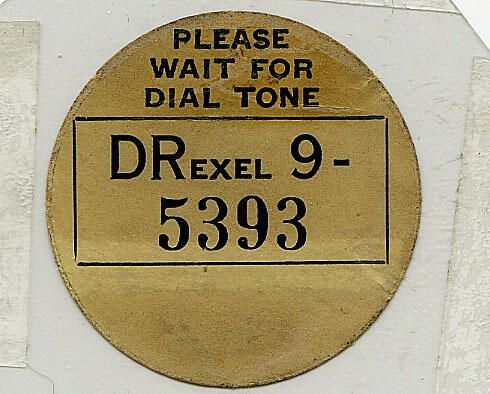 PLEASE
WAIT FOR
DIAL TONE
DREXEL 9-
5393